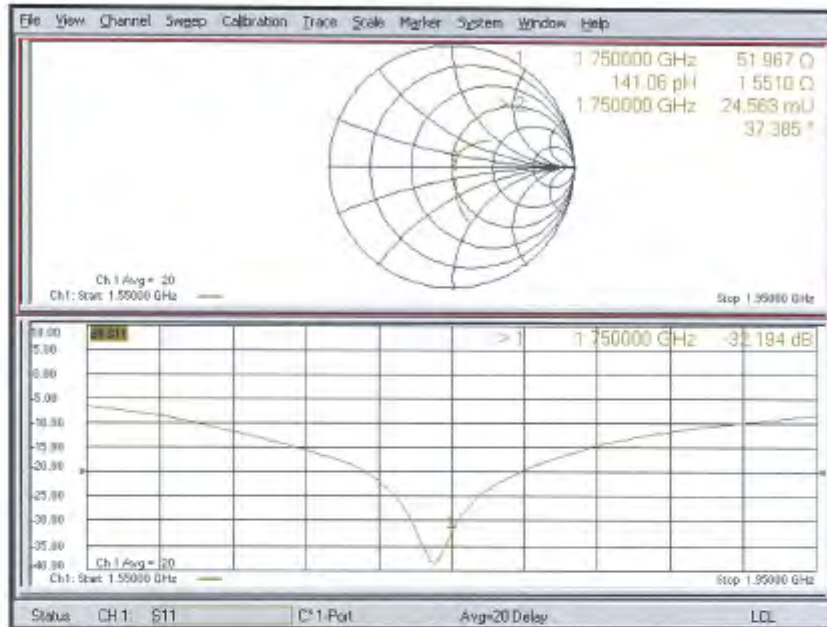 File View Channel Sweep Calibration Trace Scale Marker System Window Help
1 1.750000 GHz 51.967 Ω
141.06 pH 1.5510 Ω
> 2 1.750000 GHz 24.563 mU
37.385 °
Ch 1 Avg = 20
Ch1: Start 1.55000 GHz
Stop 1.95000 GHz
10.00
> 1 1.750000 GHz -32.194 dB
5.00
0.00
-5.00
-10.00
-15.00
-20.00
-25.00
-30.00
-35.00
-40.00
1
Ch 1 Avg = 20
Ch1: Start 1.55000 GHz
Stop 1.95000 GHz
Status CH 1: S11 C* 1-Port Avg=20 Delay LCL